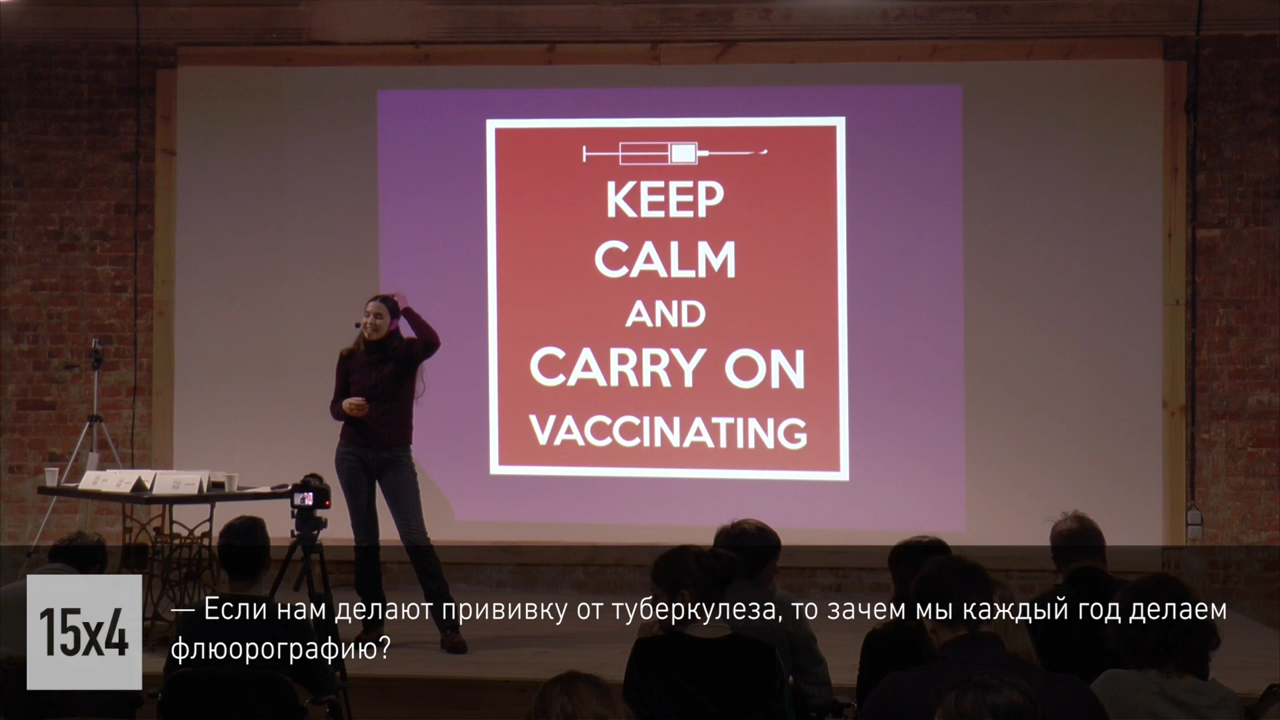 KEEP
CALM
AND
CARRY ON
VACCINATING
15x4
— Если нам делают прививку от туберкулеза, то зачем мы каждый год делаем
флюорографию?